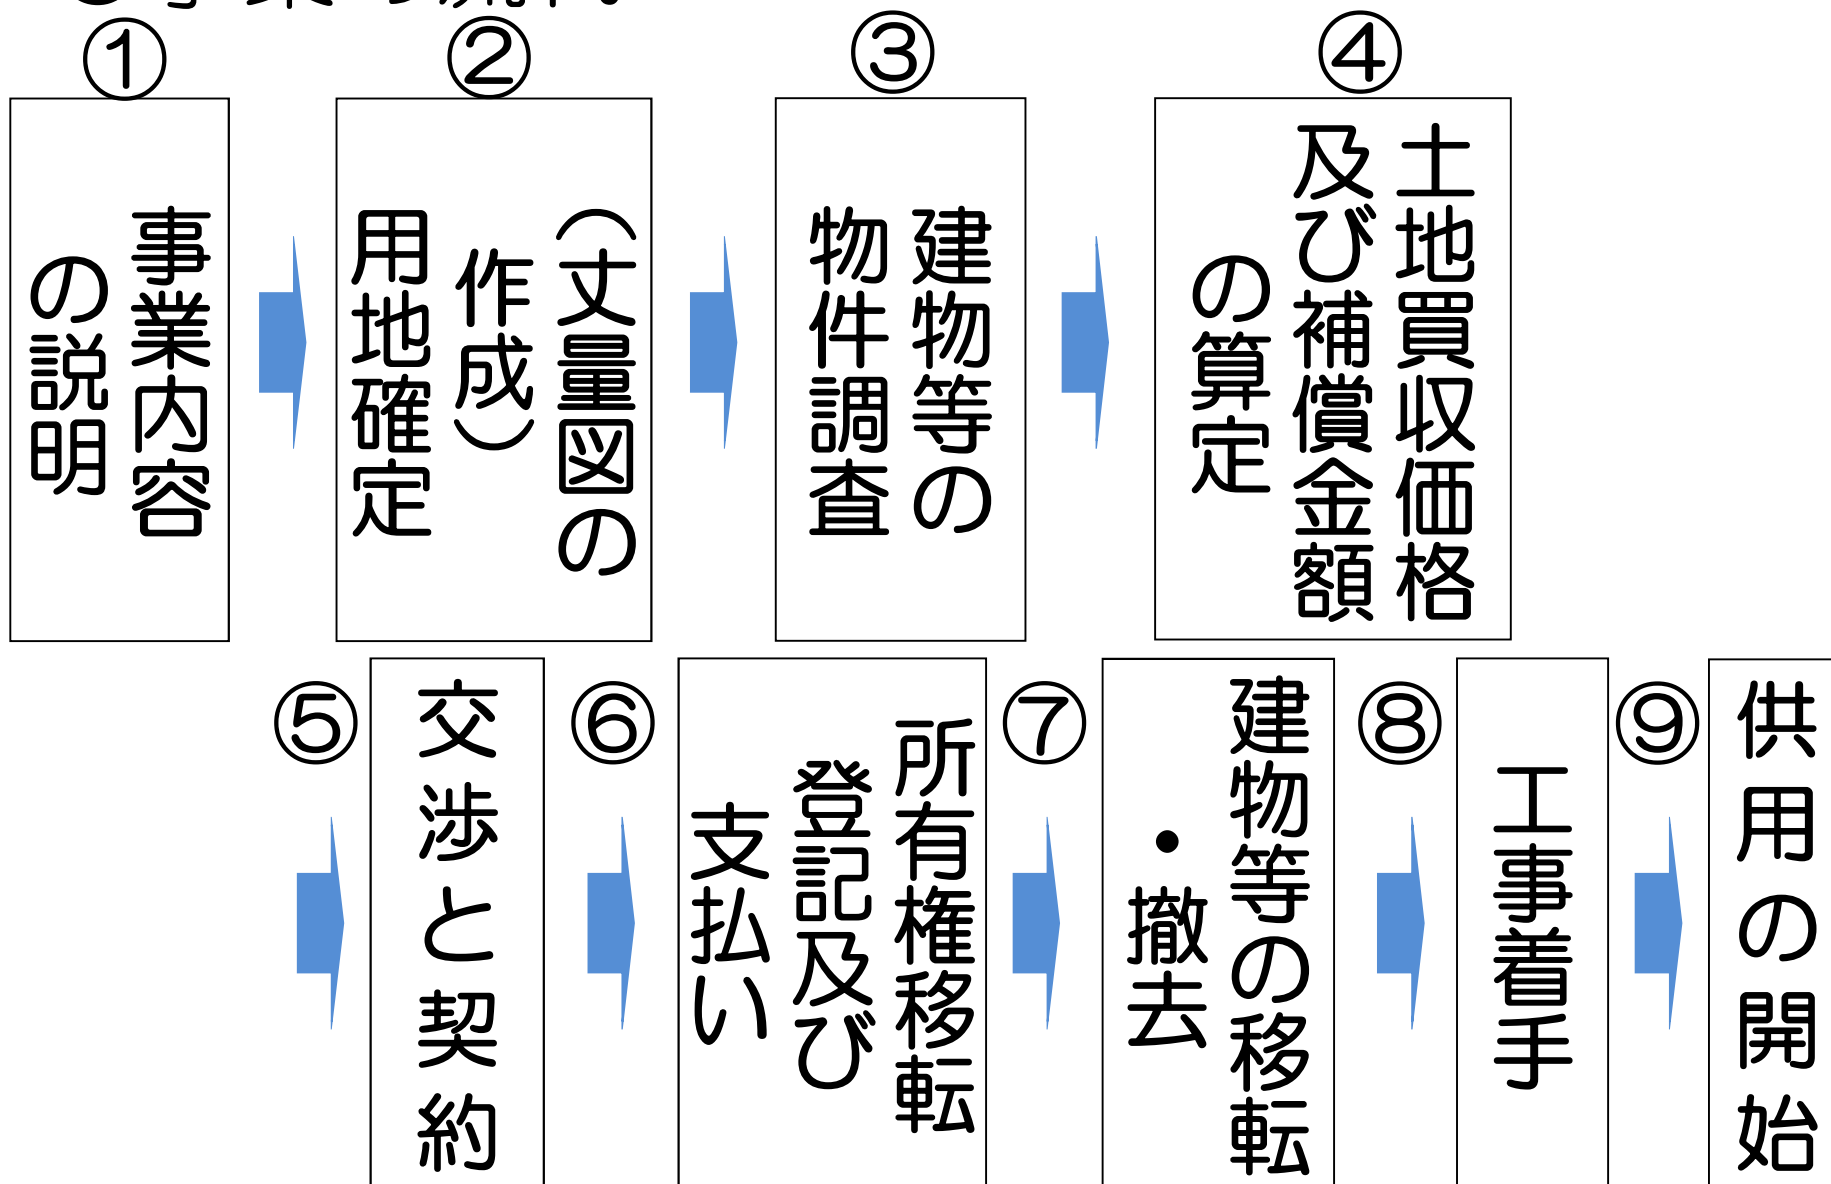 ①
事業内容
の説明
②
（丈量図の
作成）
用地確定
③
建物等の
物件調査
④
土地買収価格
及び補償金額
の算定
⑤
交渉と契約
⑥
所有権移転
登記及び
支払い
⑦
建物等の移転
・撤去
⑧
工事着手
⑨
供用の開始